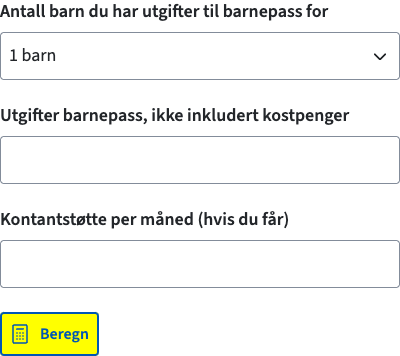 Antall barn du har utgifter til barnepass for
1 barn
Utgifter barnepass, ikke inkludert kostpenger
Kontantstøtte per måned (hvis du får)
Beregn